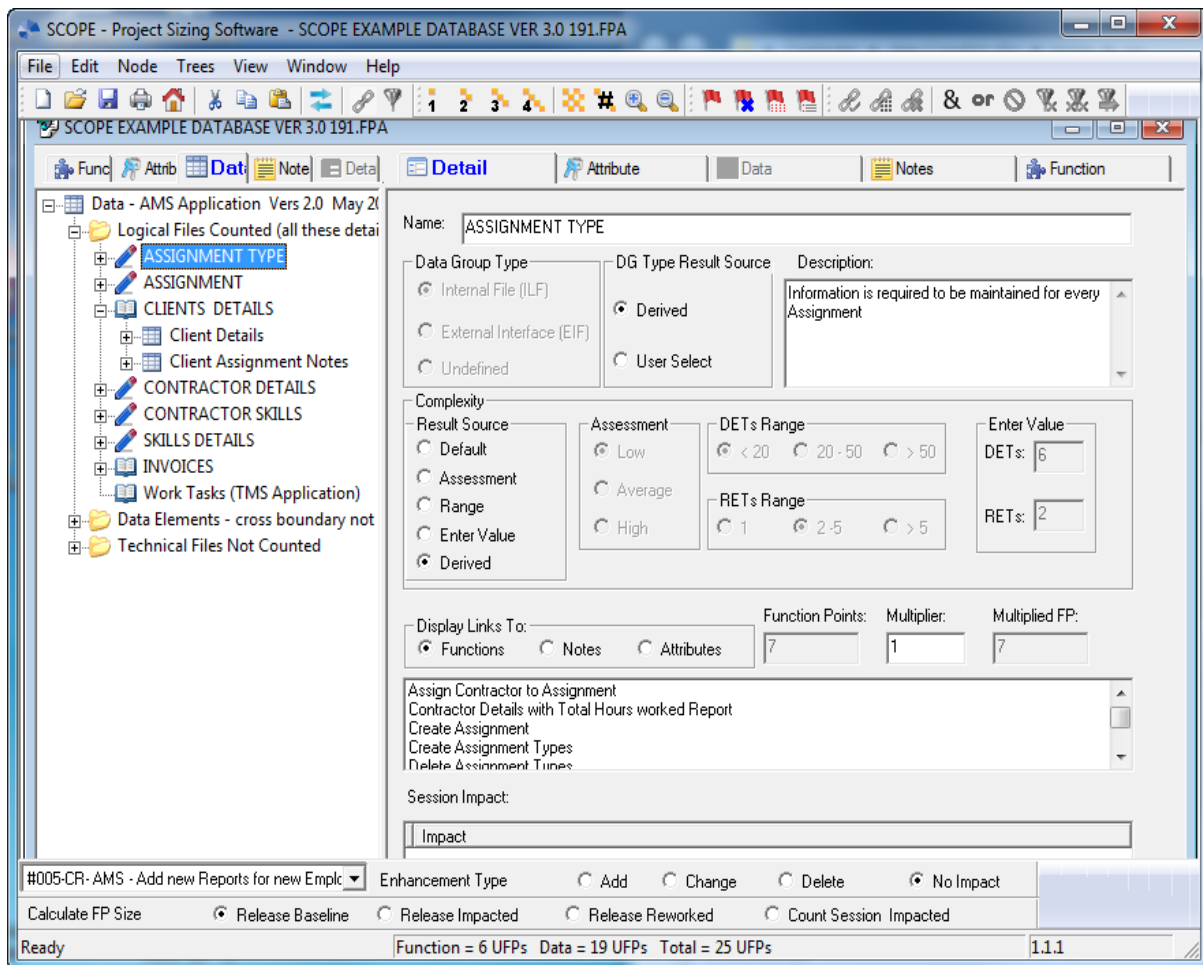 SCOPE - Project Sizing Software - SCOPE EXAMPLE DATABASE VER 3.0 191.FPA
File Edit Node Trees View Window Help
1 2 3 4 # & or
SCOPE EXAMPLE DATABASE VER 3.0 191.FPA
Func Attrib Dat Note Detai Detail Attribute Data Notes Function
Data - AMS Application Vers 2.0 May 20
Logical Files Counted (all these detai
ASSIGNMENT TYPE
ASSIGNMENT
CLIENTS DETAILS
Client Details
Client Assignment Notes
CONTRACTOR DETAILS
CONTRACTOR SKILLS
SKILLS DETAILS
INVOICES
Work Tasks (TMS Application)
Data Elements - cross boundary not
Technical Files Not Counted
Name: ASSIGNMENT TYPE
Data Group Type
Internal File (ILF)
External Interface (EIF)
Undefined
DG Type Result Source
Derived
User Select
Description:
Information is required to be maintained for every
Assignment
Complexity
Result Source
Default
Assessment
Range
Enter Value
Derived
Assessment
Low
Average
High
DETs Range
< 20 20 - 50 > 50
RETs Range
1 2 -5 > 5
Enter Value
DETs: 6
RETs: 2
Display Links To:
Functions Notes Attributes
Function Points: Multiplier: Multiplied FP:
7 1 7
Assign Contractor to Assignment
Contractor Details with Total Hours worked Report
Create Assignment
Create Assignment Types
Delete Assignment Types
Session Impact:
Impact
#005-CR- AMS - Add new Reports for new Emplc Enhancement Type Add Change Delete No Impact
Calculate FP Size Release Baseline Release Impacted Release Reworked Count Session Impacted
Ready Function = 6 UFPs Data = 19 UFPs Total = 25 UFPs 1.1.1